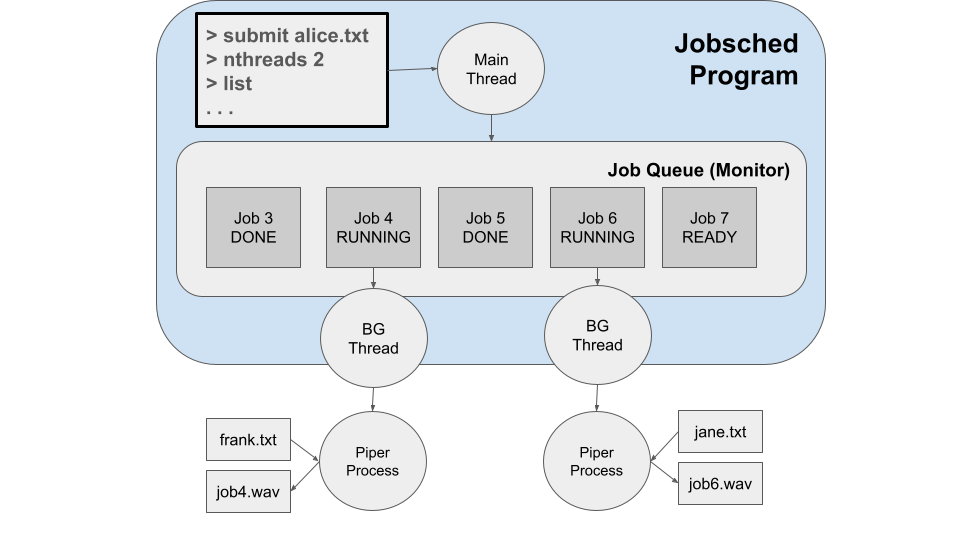 > submit alice.txt
> nthreads 2
> list
. . .
Main
Thread
Jobsched
Program
Job Queue (Monitor)
Job 3
DONE
Job 4
RUNNING
Job 5
DONE
Job 6
RUNNING
Job 7
READY
BG
Thread
BG
Thread
frank.txt
job4.wav
Piper
Process
Piper
Process
jane.txt
job6.wav